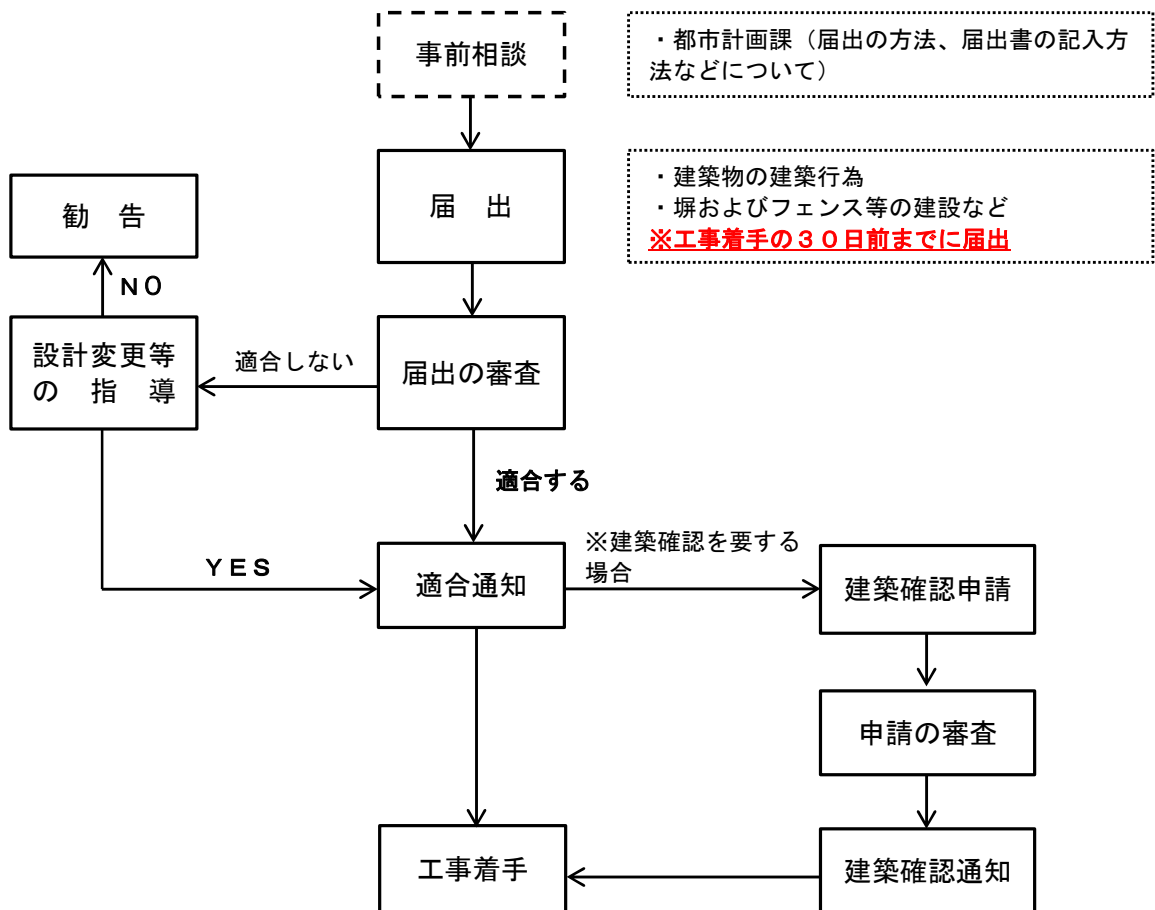 事前相談
・都市計画課（届出の方法、届出書の記入方
法などについて）
届　出
・建築物の建築行為
・塀およびフェンス等の建設など
※工事着手の３０日前までに届出
勧　告
ＮＯ
設計変更等
の　指　導
適合しない
届出の審査
適合する
ＹＥＳ
適合通知
※建築確認を要する
場合
建築確認申請
申請の審査
工事着手
建築確認通知